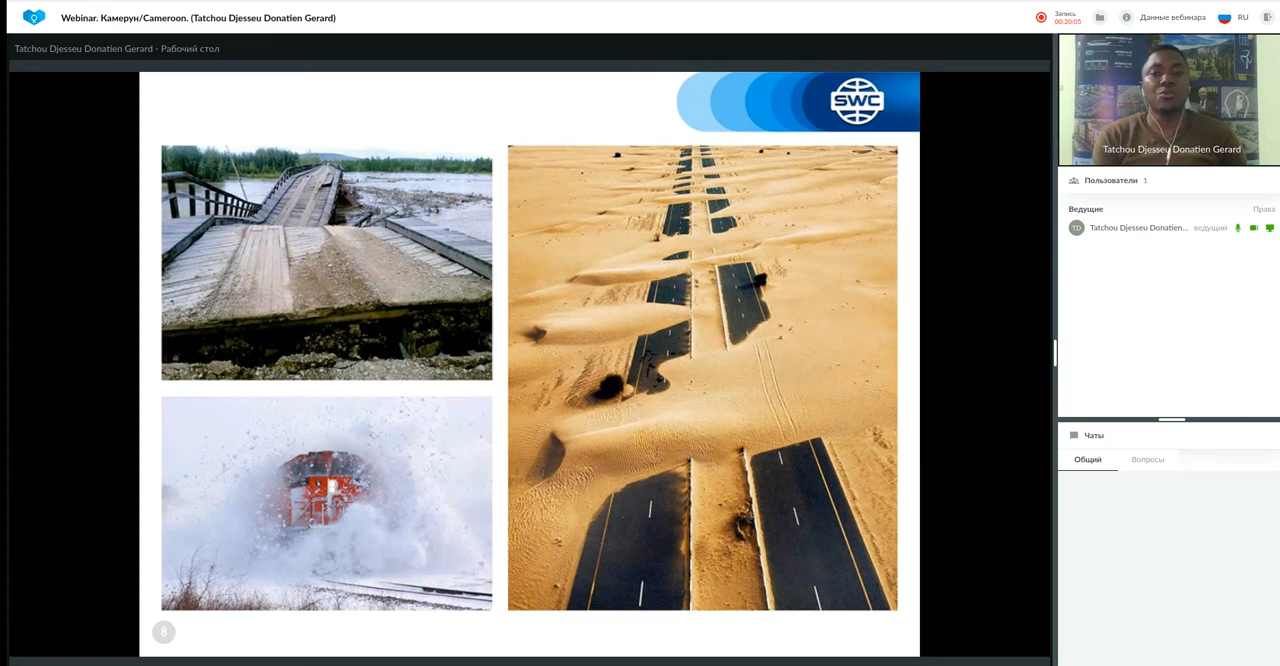 Webinar. Камерун/Cameroon. (Tatchou Djesseu Donatien Gerard)
Запись
00:20:05
Данные вебинара
RU
Tatchou Djesseu Donatien Gerard - Рабочий стол
SWC
8
Tatchou Djesseu Donatien Gerard
Пользователи 1
Ведущие Права
TD Tatchou Djesseu Donatien... ведущий
Чаты
Общий Вопросы